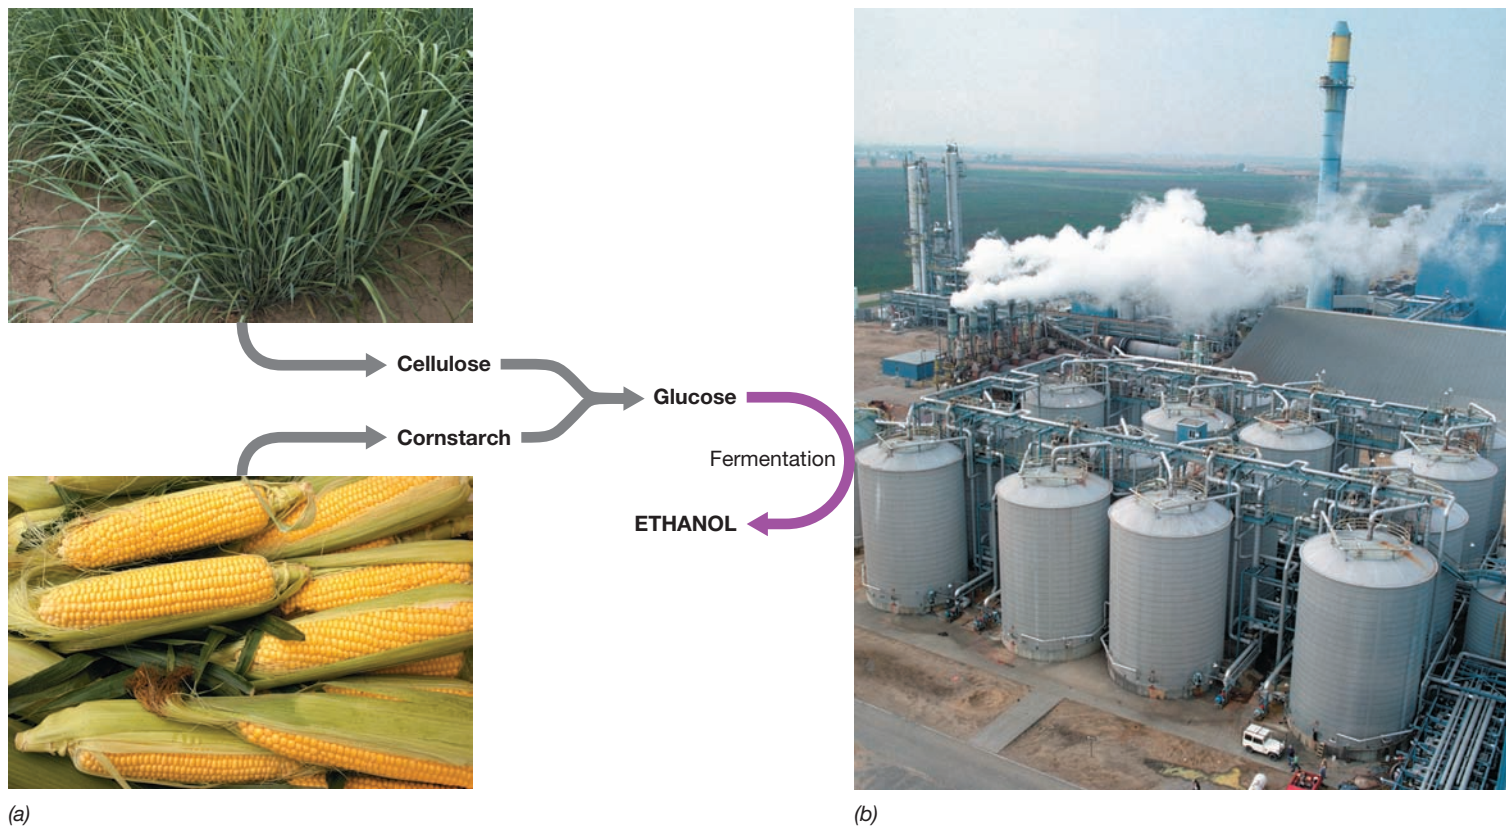 Cellulose
Glucose
Cornstarch
Fermentation
ETHANOL
(a)
(b)